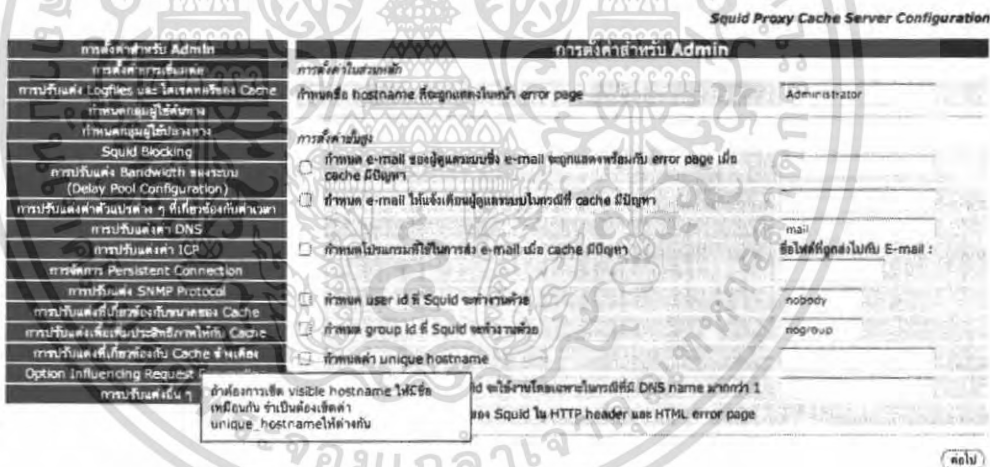 Squid Proxy Cache Server Configuration
การตั้งค่าสำหรับ Admin
การตั้งค่าการเชื่อมต่อ
การปรับแต่ง Logfiles และ ไดเรคทอรีของ Cache
กำหนดกลุ่มผู้ใช้ต้นทาง
กำหนดกลุ่มผู้ใช้ปลายทาง
Squid Blocking
การปรับแต่ง Bandwidth ของระบบ
(Delay Pool Configuration)
การปรับแต่งค่าตัวแปรต่าง ๆ ที่เกี่ยวข้องกับค่าเวลา
การปรับแต่งค่า DNS
การปรับแต่งค่า ICP
การจัดการ Persistent Connection
การปรับแต่ง SNMP Protocol
การปรับแต่งที่เกี่ยวข้องกับขนาดของ Cache
การปรับแต่งเพื่อเพิ่มประสิทธิภาพให้กับ Cache
การปรับแต่งที่เกี่ยวข้องกับ Cache ข้างเคียง
Option Influencing Request
การปรับแต่งอื่น ๆ
การตั้งค่าสำหรับ Admin
การตั้งค่าในส่วนหลัก
กำหนดชื่อ hostname ที่จะถูกแสดงในหน้า error page
Administrator
การตั้งค่าขั้นสูง
กำหนด e-mail ของผู้ดูแลระบบซึ่ง e-mail จะถูกแสดงพร้อมกับ error page เมื่อ
cache มีปัญหา
กำหนด e-mail ให้แจ้งเตือนผู้ดูแลระบบในกรณีที่ cache มีปัญหา
กำหนดโปรแกรมที่ใช้ในการส่ง e-mail เมื่อ cache มีปัญหา
mail
ชื่อไฟล์ที่ถูกส่งไปกับ E-mail :
กำหนด user id ที่ Squid จะทำงานด้วย
nobody
กำหนด group id ที่ Squid จะทำงานด้วย
nogroup
กำหนดค่า unique hostname
id จะใช้งานโดยเฉพาะในกรณีที่มี DNS name มากกว่า 1
ของ Squid ใน HTTP header และ HTML error page
ถ้าต้องการเซ็ต visible hostname ให้มีชื่อ
เหมือนกัน จำเป็นต้องเซ็ตค่า
unique_hostnameให้ต่างกัน
ต่อไป